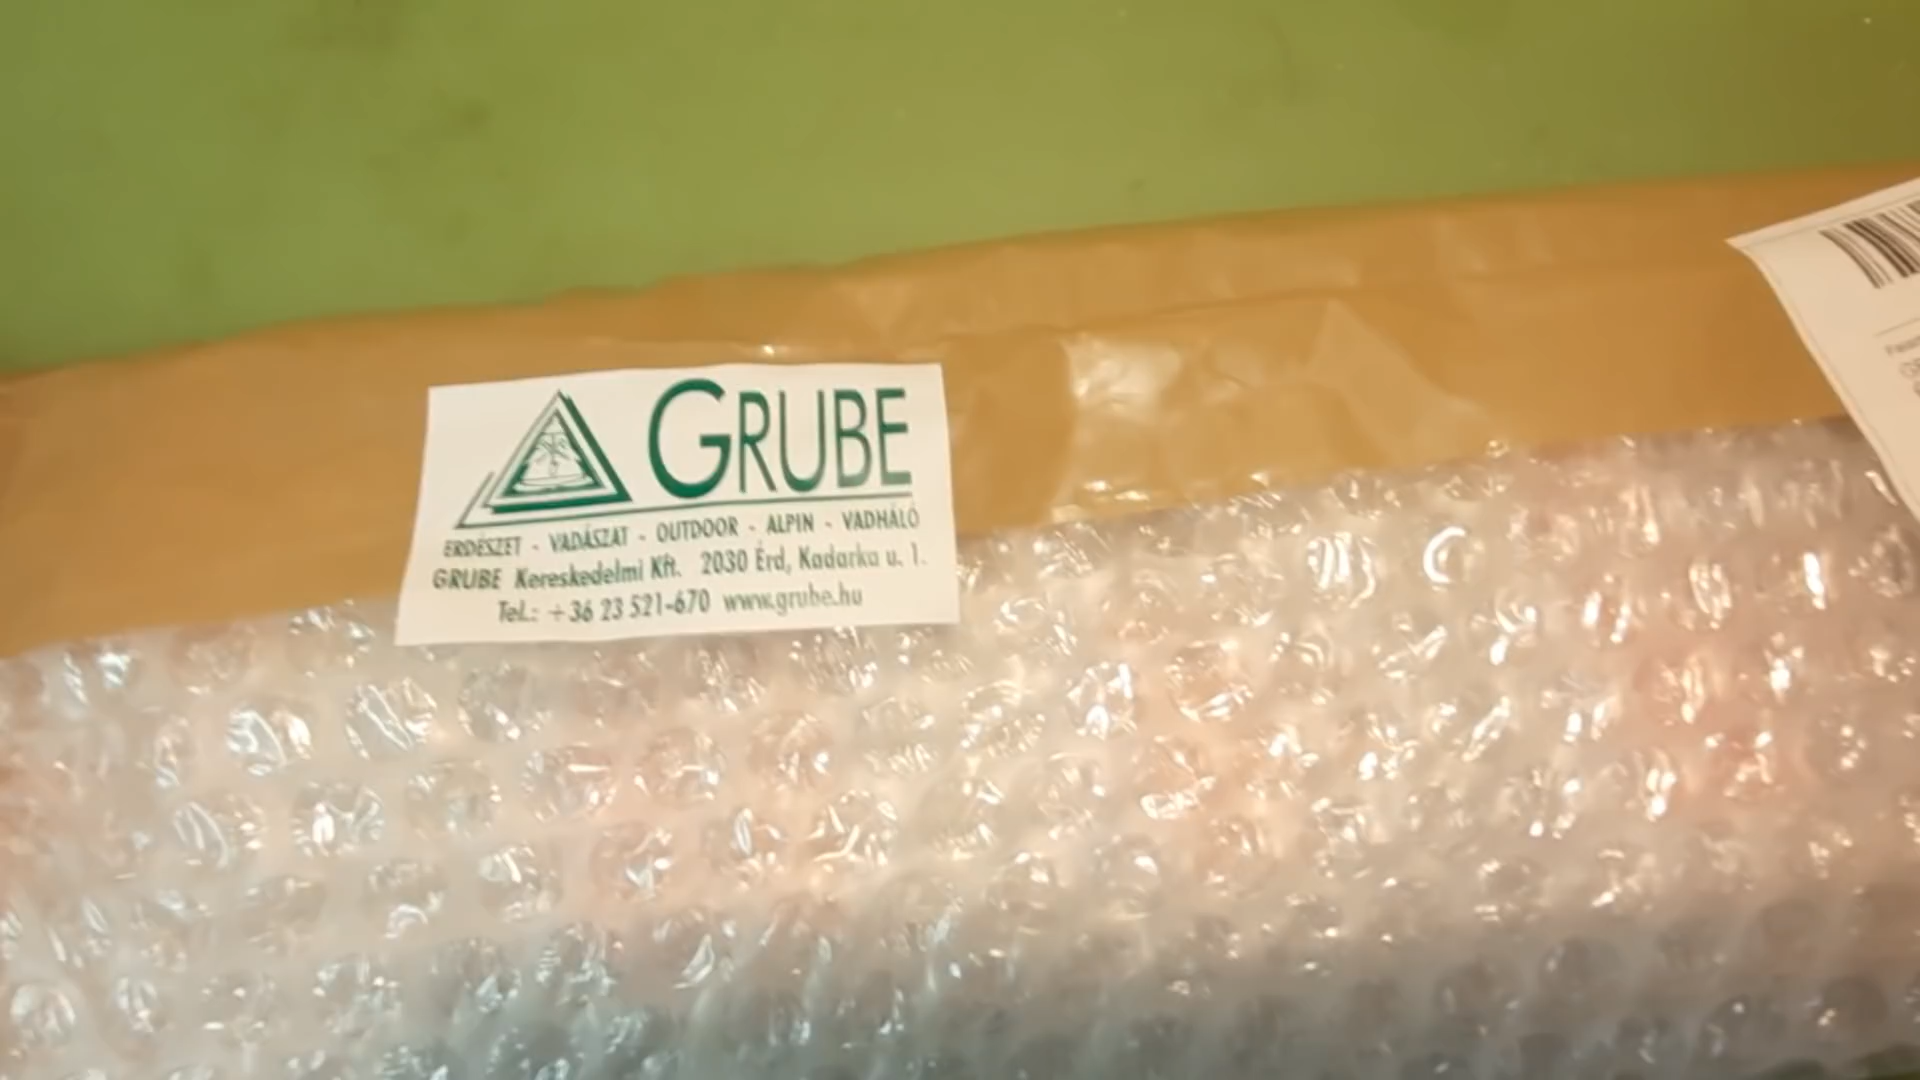 GRUBE
ERDÉSZET - VADÁSZAT - OUTDOOR - ALPIN - VADHÁLÓ
GRUBE Kereskedelmi Kft. 2030 Érd, Kadarka u. 1.
Tel.: +36 23 521-670 www.grube.hu